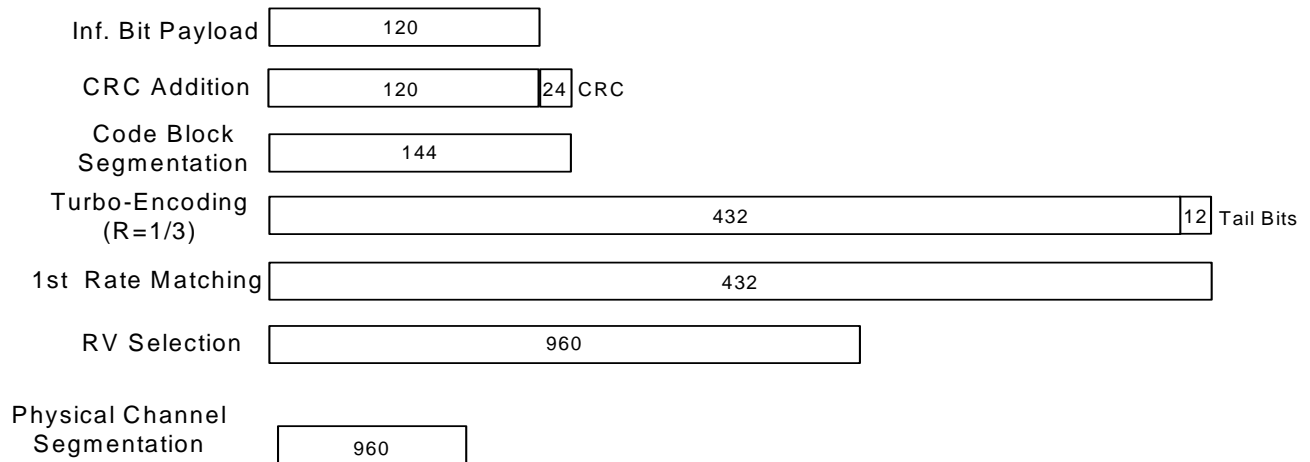 Inf. Bit Payload 120
CRC Addition 120 24 CRC
Code Block
Segmentation 144
Turbo-Encoding
(R=1/3) 432 12 Tail Bits
1st Rate Matching 432
RV Selection 960
Physical Channel
Segmentation 960